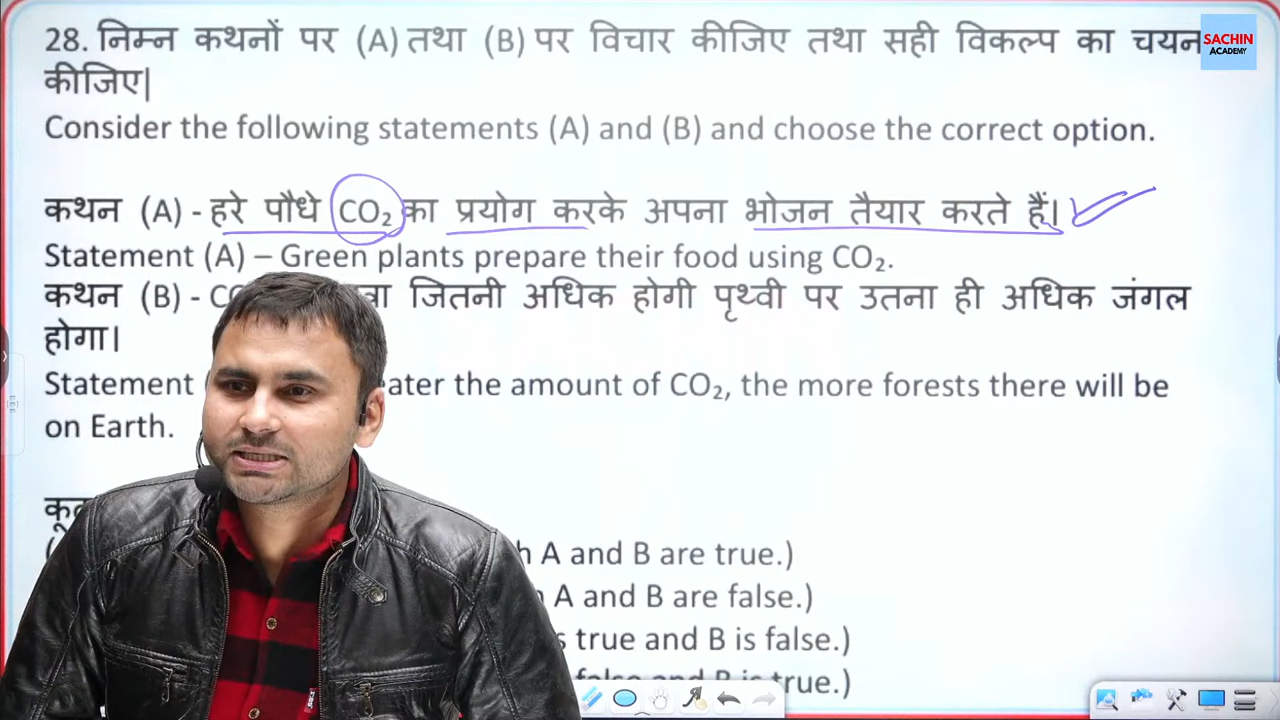 28. निम्न कथनों पर (A) तथा (B) पर विचार कीजिए तथा सही विकल्प का चयन
कीजिए|
SACHIN
ACADEMY
Consider the following statements (A) and (B) and choose the correct option.
कथन (A) - हरे पौधे CO₂ का प्रयोग करके अपना भोजन तैयार करते हैं।
Statement (A) – Green plants prepare their food using CO₂.
कथन (B) - जितनी अधिक होगी पृथ्वी पर उतना ही अधिक जंगल
होगा।
Statement the amount of CO₂, the more forests there will be
on Earth.
A and B are true.)
A and B are false.)
true and B is false.)
and B is true.)